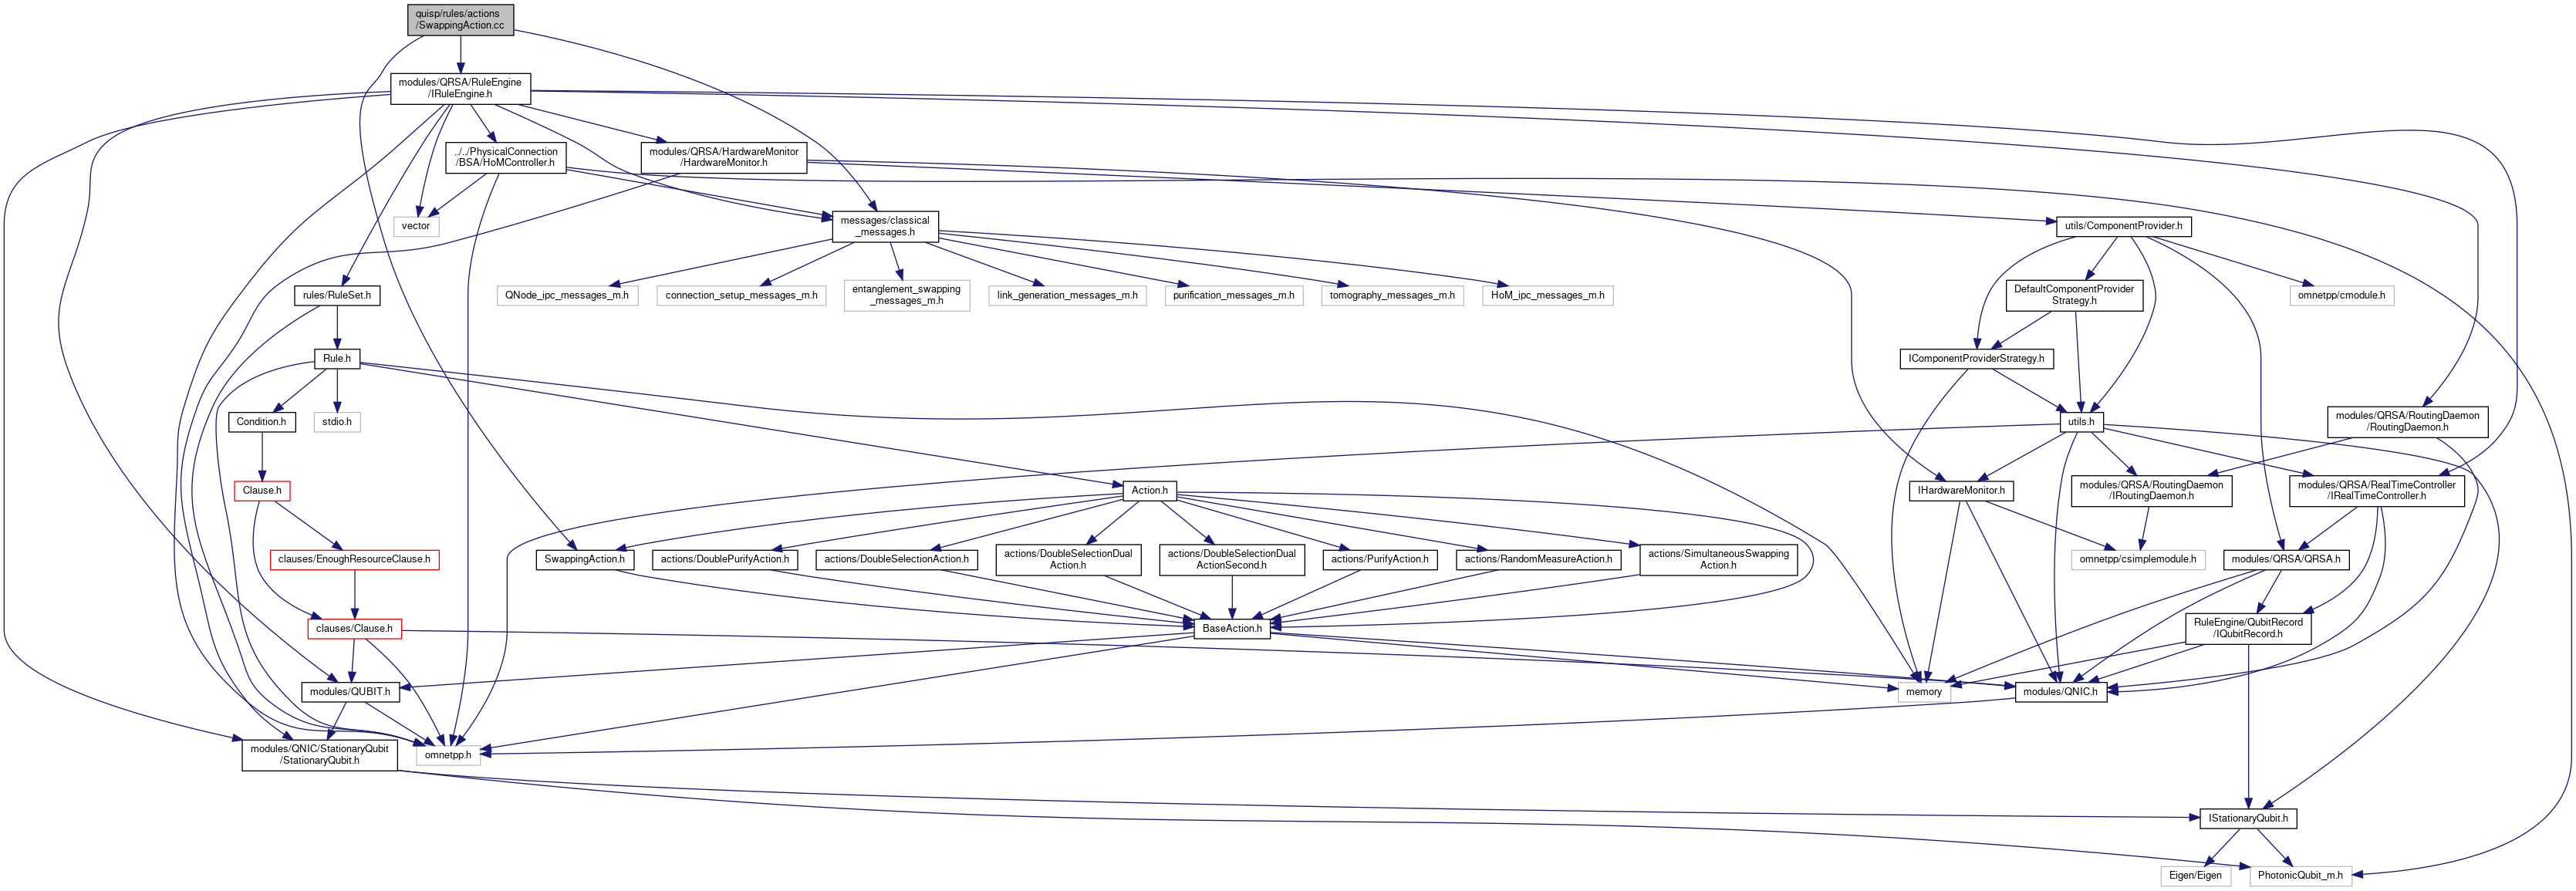 quisp/rules/actions
/SwappingAction.cc
modules/QRSA/RuleEngine
/IRuleEngine.h
../../PhysicalConnection
/BSA/HoMController.h
modules/QRSA/HardwareMonitor
/HardwareMonitor.h
vector
messages/classical
_messages.h
utils/ComponentProvider.h
QNode_ipc_messages_m.h
connection_setup_messages_m.h
entanglement_swapping
_messages_m.h
link_generation_messages_m.h
purification_messages_m.h
tomography_messages_m.h
HoM_ipc_messages_m.h
rules/RuleSet.h
DefaultComponentProvider
Strategy.h
omnetpp/cmodule.h
Rule.h
IComponentProviderStrategy.h
Condition.h
stdio.h
utils.h
modules/QRSA/RoutingDaemon
/RoutingDaemon.h
Clause.h
Action.h
IHardwareMonitor.h
modules/QRSA/RoutingDaemon
/IRoutingDaemon.h
modules/QRSA/RealTimeController
/IRealTimeController.h
clauses/EnoughResourceClause.h
SwappingAction.h
actions/DoublePurifyAction.h
actions/DoubleSelectionAction.h
actions/DoubleSelectionDual
Action.h
actions/DoubleSelectionDual
ActionSecond.h
actions/PurifyAction.h
actions/RandomMeasureAction.h
actions/SimultaneousSwapping
Action.h
omnetpp/csimplemodule.h
modules/QRSA/QRSA.h
clauses/Clause.h
BaseAction.h
RuleEngine/QubitRecord
/IQubitRecord.h
modules/QUBIT.h
memory
modules/QNIC.h
modules/QNIC/StationaryQubit
/StationaryQubit.h
omnetpp.h
IStationaryQubit.h
Eigen/Eigen
PhotonicQubit_m.h